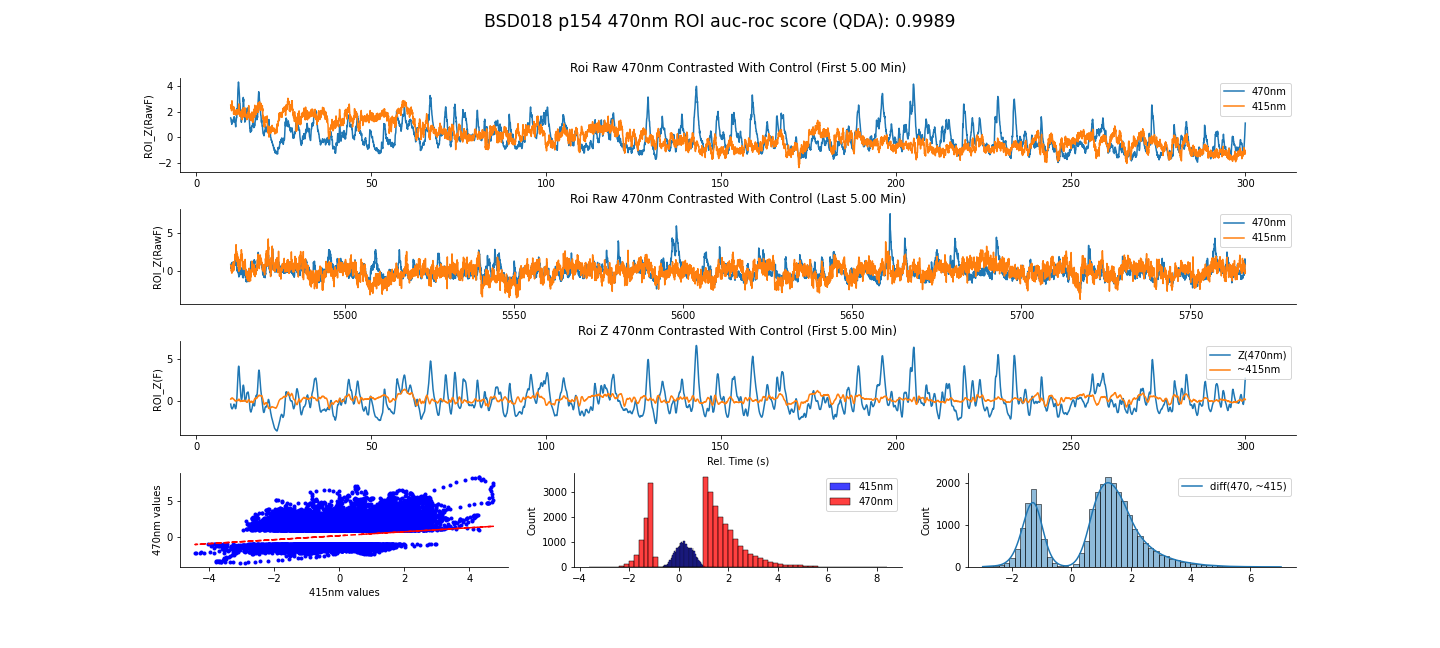 BSD018 p154 470nm ROI auc-roc score (QDA): 0.9989
Roi Raw 470nm Contrasted With Control (First 5.00 Min)
ROI_Z(RawF)
4
2
0
−2
470nm
415nm
0 50 100 150 200 250 300
Roi Raw 470nm Contrasted With Control (Last 5.00 Min)
ROI_Z(RawF)
5
0
470nm
415nm
5500 5550 5600 5650 5700 5750
Roi Z 470nm Contrasted With Control (First 5.00 Min)
ROI_Z(F)
5
0
Z(470nm)
~415nm
0 50 100 150 200 250 300
Rel. Time (s)
470nm values
5
0
−4 −2 0 2 4
415nm values
Count
3000
2000
1000
0
415nm
470nm
−4 −2 0 2 4 6 8
Count
2000
1000
0
diff(470, ~415)
−2 0 2 4 6